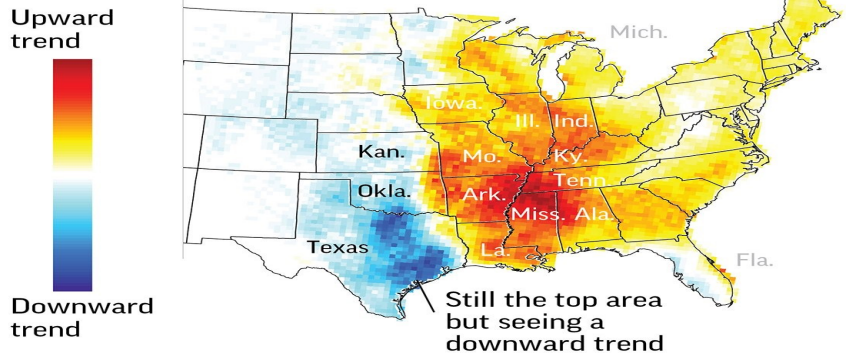 Upward
trend
Mich.
Iowa.
Ill.
Ind.
Kan.
Mo.
Ky.
Tenn.
Okla.
Ark.
Miss.
Ala.
Texas
La.
Fla.
Downward
trend
Still the top area
but seeing a
downward trend